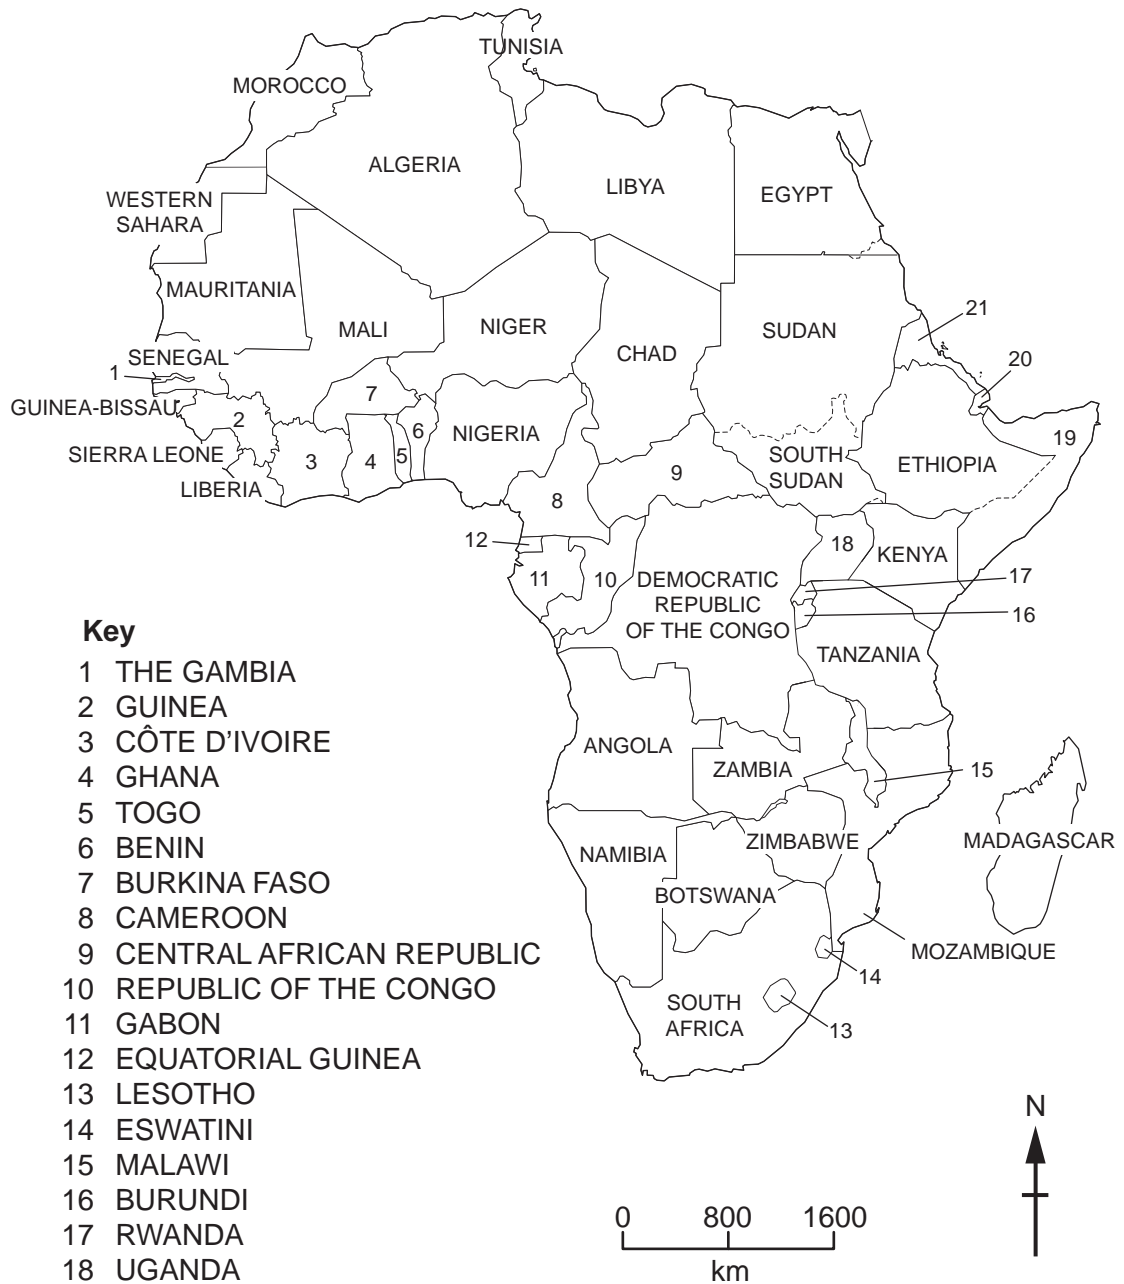 TUNISIA
MOROCCO
ALGERIA
LIBYA
EGYPT
WESTERN
SAHARA
MAURITANIA
MALI
NIGER
CHAD
SUDAN
21
SENEGAL
1
20
7
GUINEA-BISSAU
2
6
NIGERIA
19
SIERRA LEONE
3
4
5
9
SOUTH
SUDAN
ETHIOPIA
LIBERIA
8
12
18
KENYA
11
10
DEMOCRATIC
REPUBLIC
OF THE CONGO
17
16
TANZANIA
ANGOLA
ZAMBIA
15
NAMIBIA
ZIMBABWE
MADAGASCAR
BOTSWANA
MOZAMBIQUE
14
SOUTH
AFRICA
13
Key
1 THE GAMBIA
2 GUINEA
3 CÔTE D'IVOIRE
4 GHANA
5 TOGO
6 BENIN
7 BURKINA FASO
8 CAMEROON
9 CENTRAL AFRICAN REPUBLIC
10 REPUBLIC OF THE CONGO
11 GABON
12 EQUATORIAL GUINEA
13 LESOTHO
14 ESWATINI
15 MALAWI
16 BURUNDI
17 RWANDA
18 UGANDA
N
0 800 1600
km